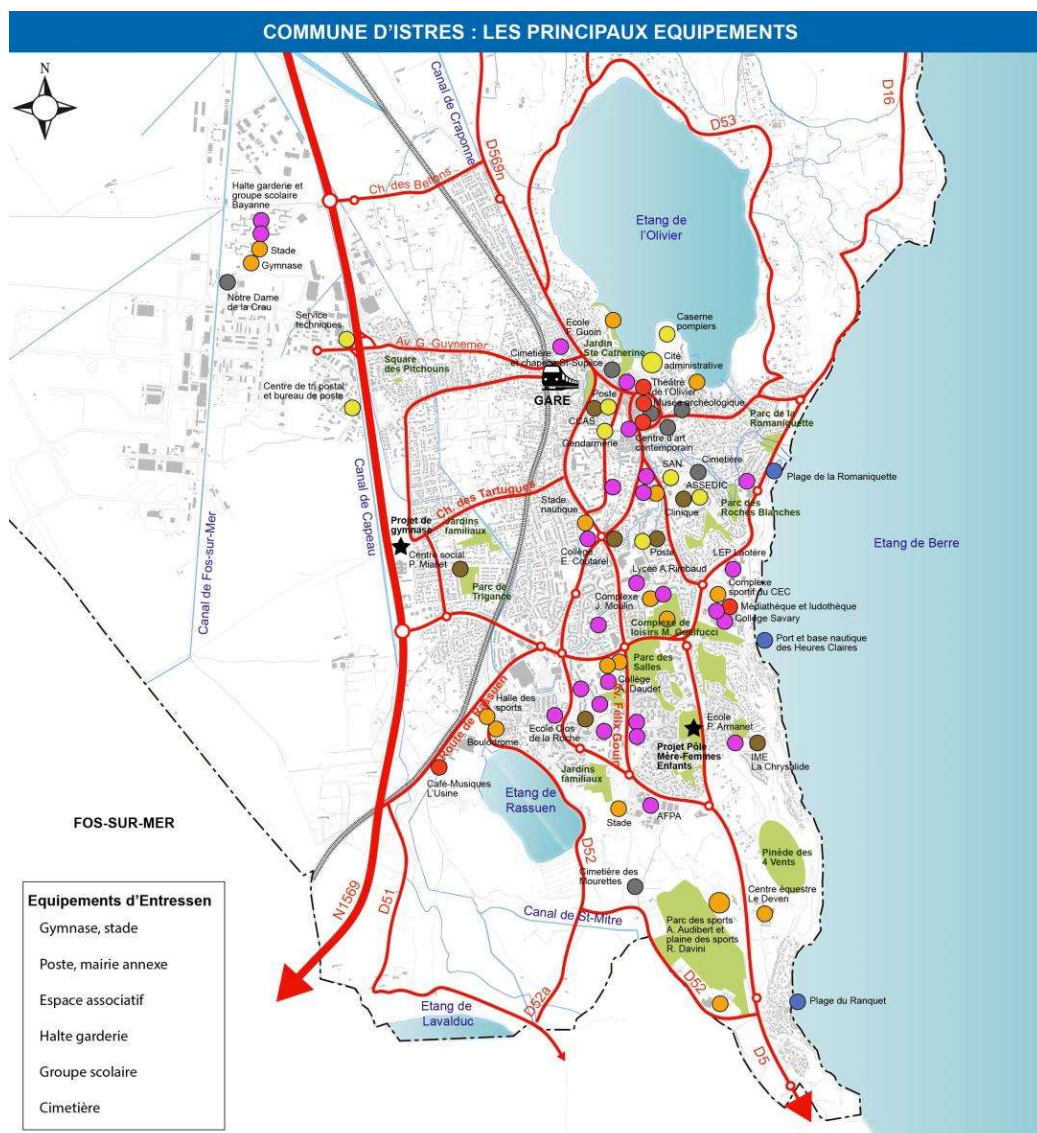 COMMUNE D'ISTRES : LES PRINCIPAUX EQUIPEMENTS
N
Canal de Craponne
D569n
D53
D16
Ch. des Bellons
Halte garderie et
groupe scolaire
Bayanne
Stade
Gymnase
Notre Dame
de la Crau
Etang de
l'Olivier
Service
techniques
Av. G. Guynemer
Square
des Pitchouns
Centre de tri postal
et bureau de poste
Ecole
F. Guoin
Caserne
pompiers
Jardin
Ste Catherine
Cimetière
et chapelle St-Suplice
Cité
administrative
GARE
Théâtre
de l'Olivier
Musée archéologique
Poste
CCAS
Gendarmerie
Centre d'art
contemporain
Parc de la
Romaniquette
Plage de la Romaniquette
SAN
Cimetière
ASSEDIC
Clinique
Parc des
Roches Blanches
Canal de Fos-sur-Mer
Canal de Capeau
Ch. des Tartugues
Stade
nautique
Projet de
gymnase
Jardins
familiaux
Centre social
P. Miallet
Parc de
Trigance
Collège
E. Coutarel
Poste
Etang de Berre
LEP Latière
Lycée A.Rimbaud
Complexe
sportif du CEC
Complexe
J. Moulin
Médiathèque et ludothèque
Collège Savary
Complexe de
loisirs M. Guelfucci
Port et base nautique
des Heures Claires
Parc des
Salles
Collège
A. Daudet
Route de Rassuen
Halle des
sports
Boulodrome
Ecole Clos
de la Roche
Av. Félix Gouin
Ecole
P. Armanet
Projet Pôle
Mère-Femmes
Enfants
IME
La Chrysalide
Café-Musiques
L'Usine
Jardins
familiaux
Etang de
Rassuen
Stade
AFPA
FOS-SUR-MER
D52
Pinède des
4 Vents
Cimetière des
Mourettes
Centre équestre
Le Deven
N1569
D51
Canal de St-Mitre
Parc des sports
A. Audibert et
plaine des sports
R. Davini
D52
D52a
Etang de
Lavalduc
Plage du Ranquet
D5
Equipements d'Entressen
Gymnase, stade
Poste, mairie annexe
Espace associatif
Halte garderie
Groupe scolaire
Cimetière